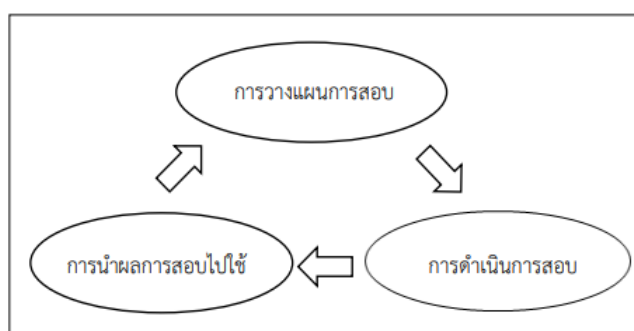 การวางแผนการสอบ
การนำผลการสอบไปใช้
การดำเนินการสอบ